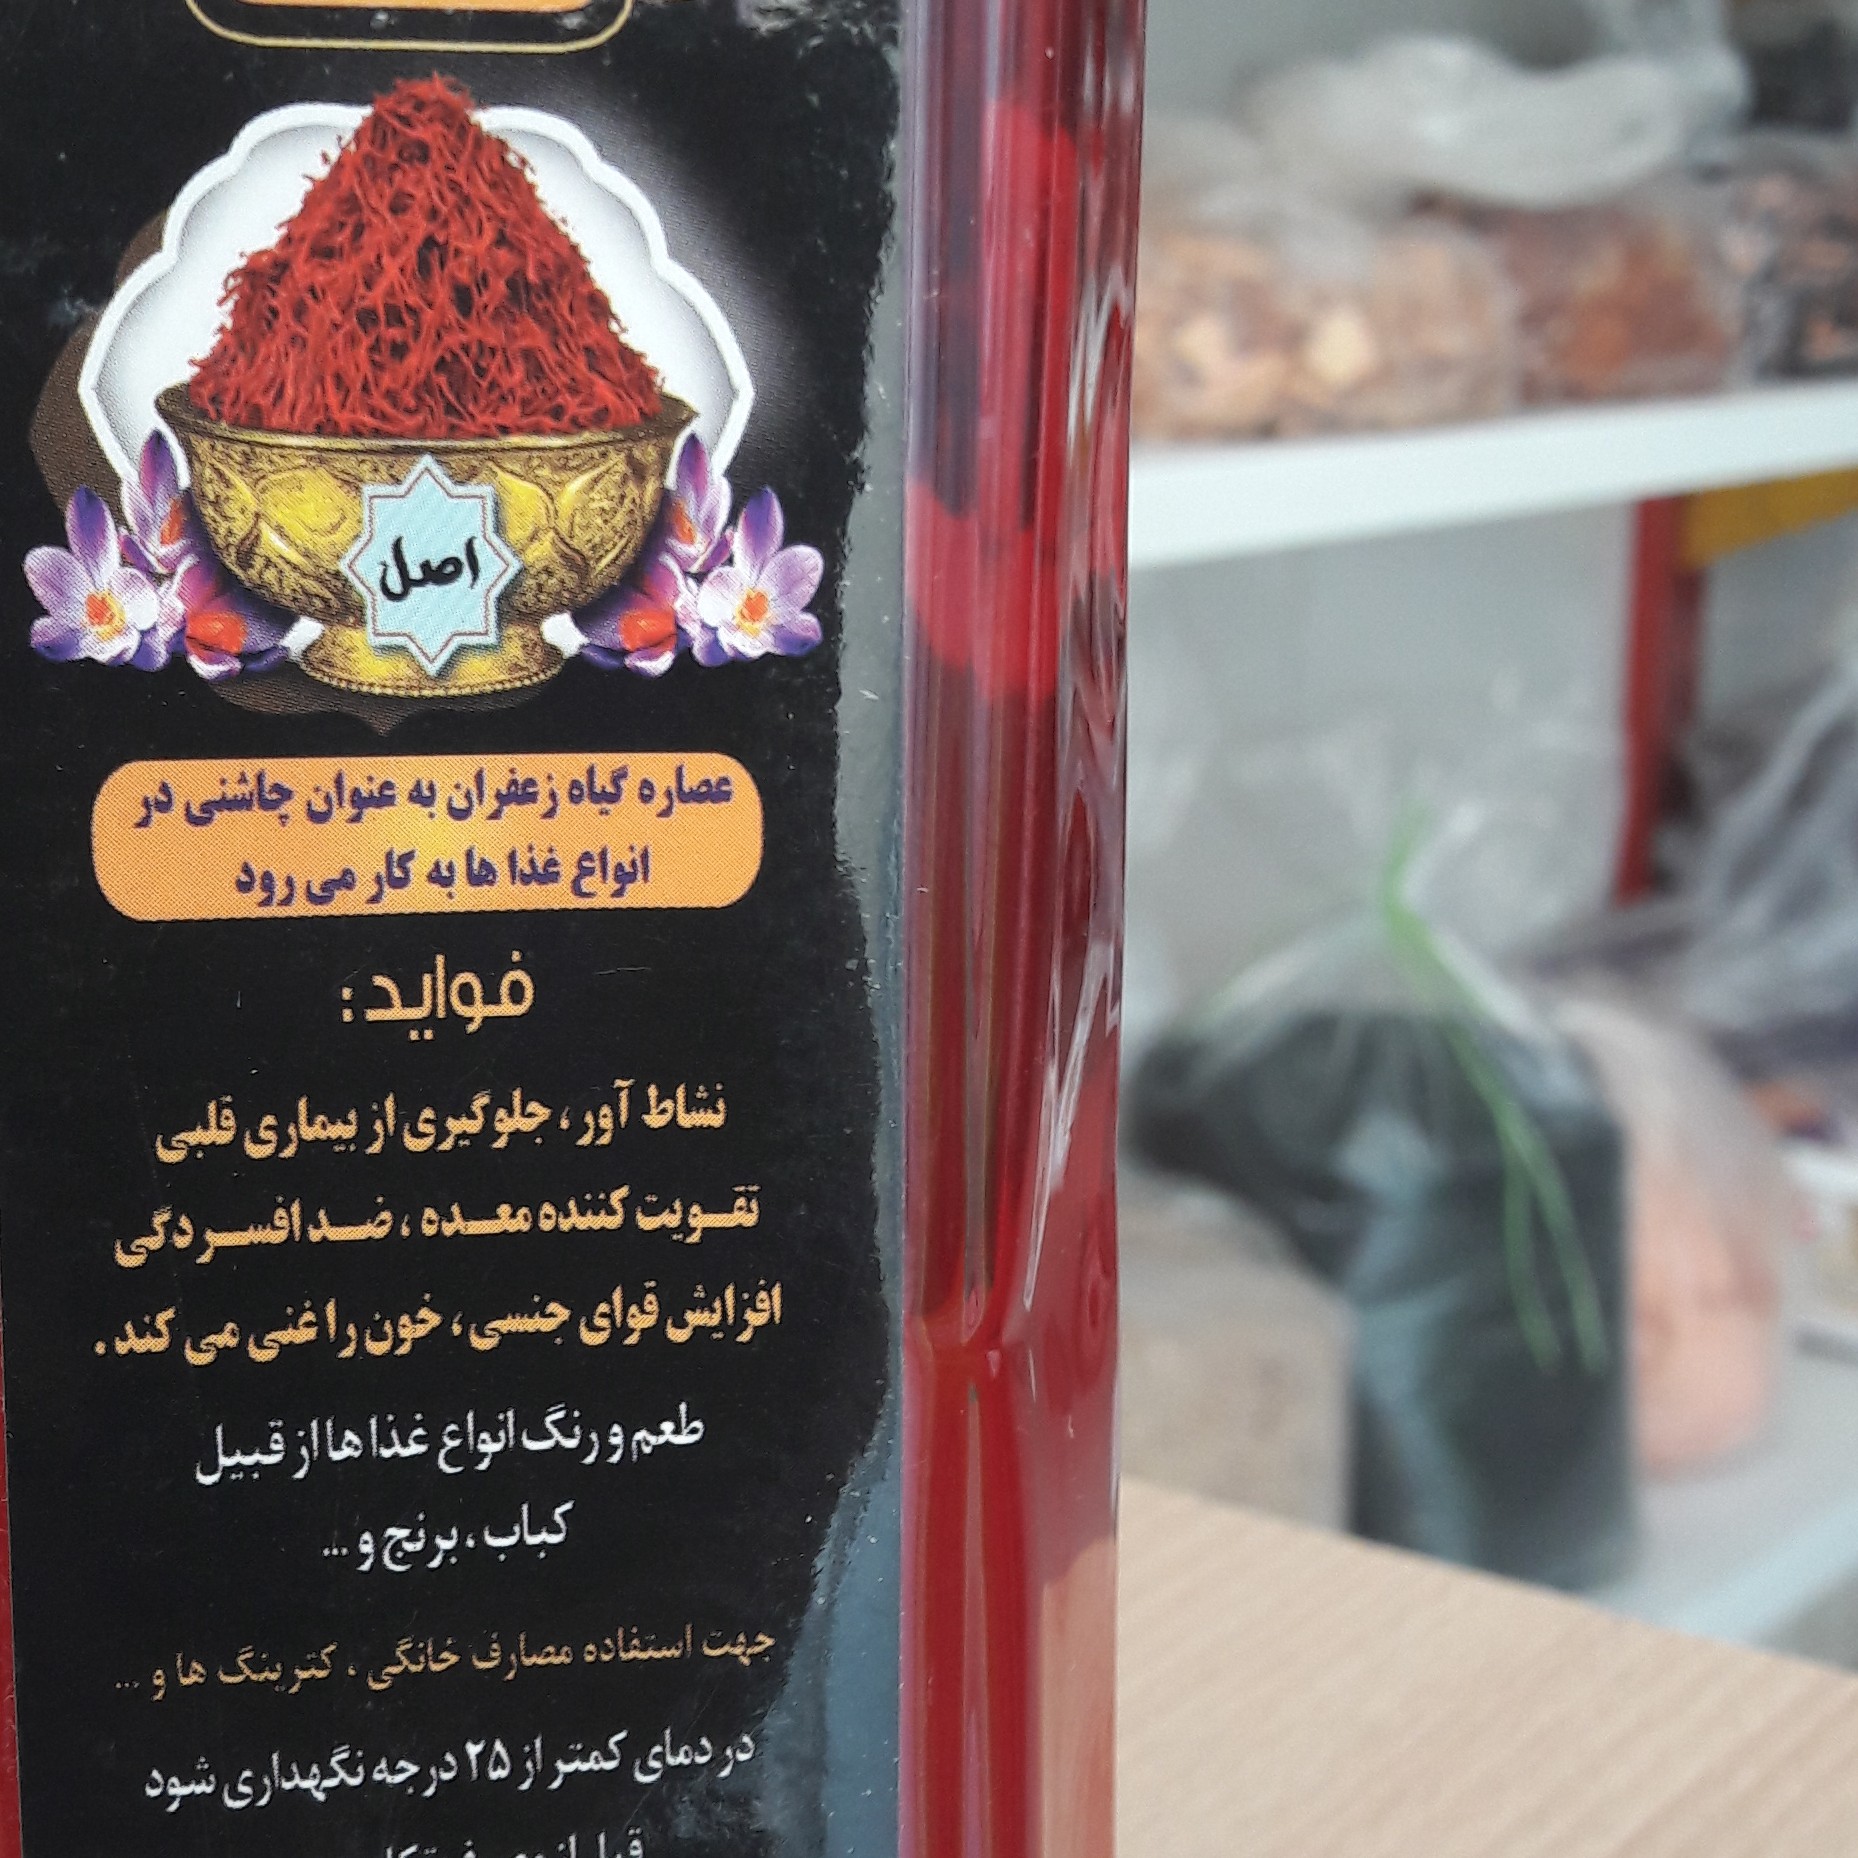 اصل
عصاره گیاه زعفران به عنوان چاشنی در
انواع غذا ها به کار می رود
فواید:
نشاط آور، جلوگیری از بیماری قلبی
تقویت کننده معده، ضد افسردگی
افزایش قوای جنسی، خون را غنی می کند.
طعم و رنگ انواع غذا ها از قبیل
کباب، برنج و ...
جهت استفاده مصارف خانگی، کترینگ ها و ...
در دمای کمتر از ۲۵ درجه نگهداری شود